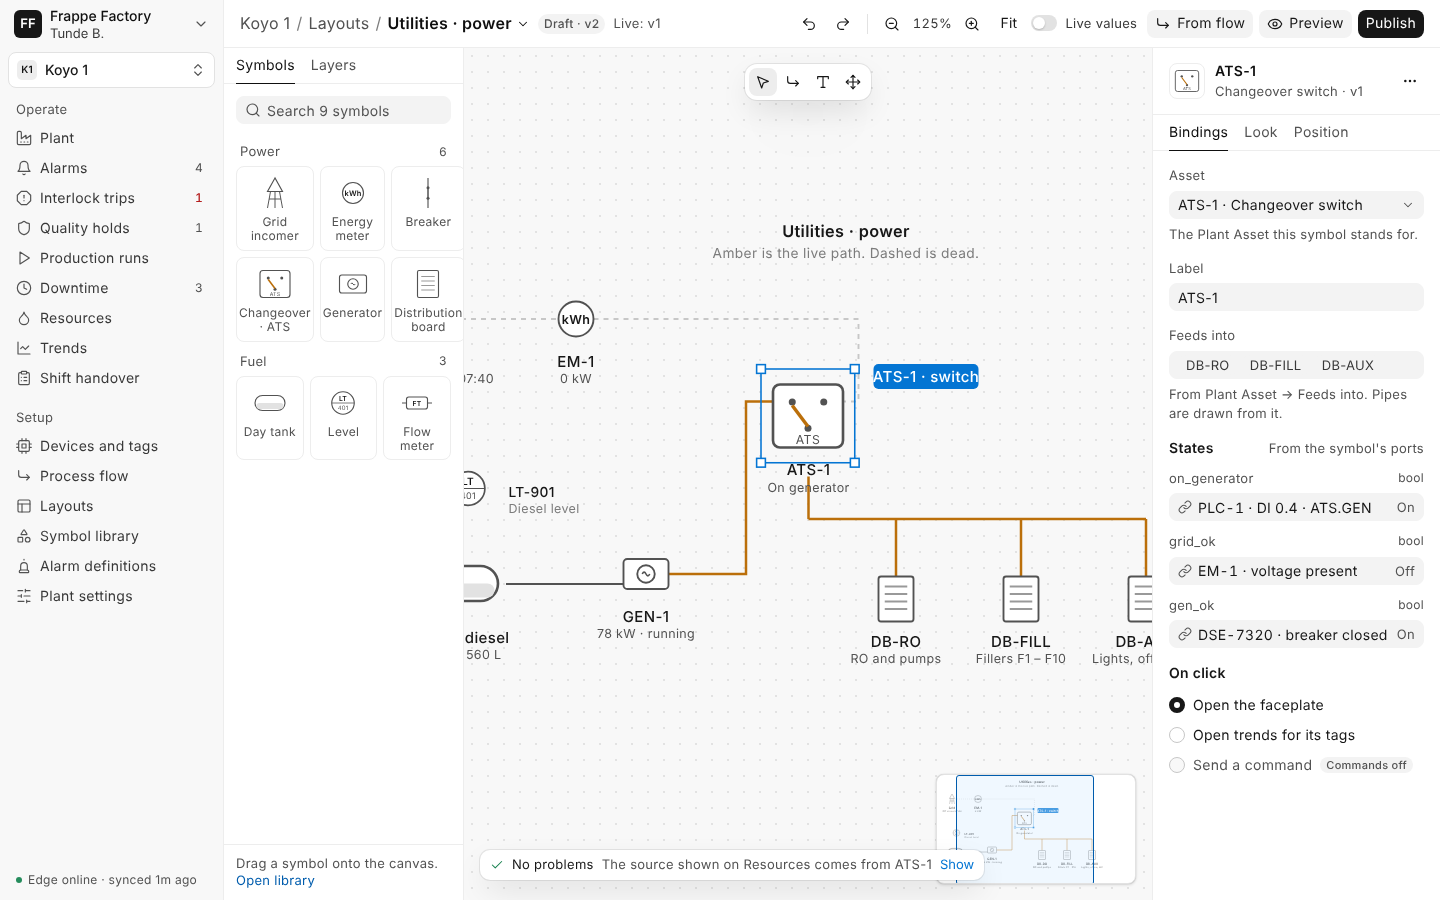 FF
Frappe Factory
Tunde B.
K1
Koyo 1
Operate
Plant
Alarms 4
Interlock trips 1
Quality holds 1
Production runs
Downtime 3
Resources
Trends
Shift handover
Setup
Devices and tags
Process flow
Layouts
Symbol library
Alarm definitions
Plant settings
Edge online · synced 1m ago
Koyo 1 / Layouts / Utilities · power
Draft · v2
Live: v1
125%
Fit
Live values
From flow
Preview
Publish
Symbols
Layers
Search 9 symbols
Power 6
kWh
Grid incomer
Energy meter
Breaker
ATS
Changeover · ATS
Generator
Distribution board
Fuel 3
LT
401
FT
Day tank
Level
Flow meter
Drag a symbol onto the canvas.
Open library
Utilities · power
Amber is the live path. Dashed is dead.
kWh
EM-1
0 kW
07:40
ATS-1 · switch
ATS
ATS-1
On generator
LT
401
LT-901
Diesel level
diesel
560 L
GEN-1
78 kW · running
DB-RO
RO and pumps
DB-FILL
Fillers F1 – F10
DB-A
Lights, off
No problems
The source shown on Resources comes from ATS-1
Show
ATS-1
Changeover switch · v1
Bindings
Look
Position
Asset
ATS-1 · Changeover switch
The Plant Asset this symbol stands for.
Label
ATS-1
Feeds into
DB-RO
DB-FILL
DB-AUX
From Plant Asset → Feeds into. Pipes
are drawn from it.
States
From the symbol's ports
on_generator bool
PLC-1 · DI 0.4 · ATS.GEN On
grid_ok bool
EM-1 · voltage present Off
gen_ok bool
DSE-7320 · breaker closed On
On click
Open the faceplate
Open trends for its tags
Send a command
Commands off